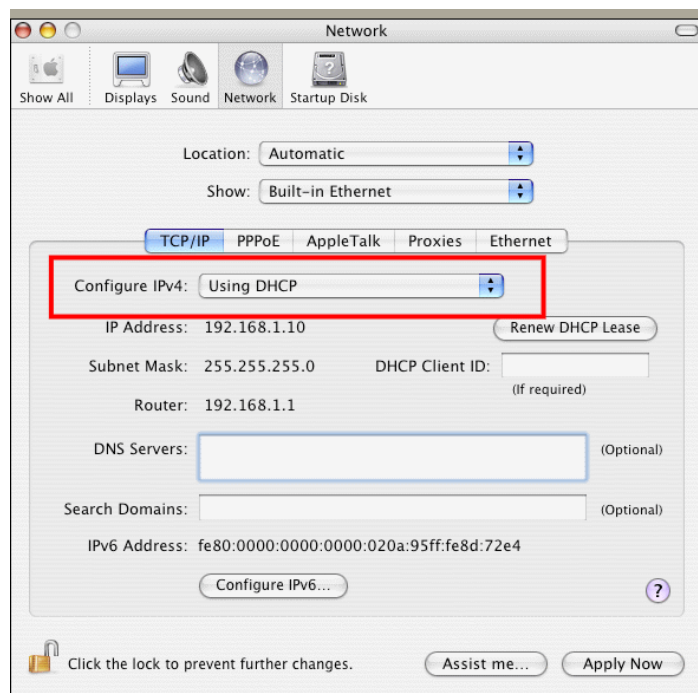 Network
Show All Displays Sound Network Startup Disk
Location: Automatic
Show: Built-in Ethernet
TCP/IP PPPoE AppleTalk Proxies Ethernet
Configure IPv4: Using DHCP
IP Address: 192.168.1.10 Renew DHCP Lease
Subnet Mask: 255.255.255.0 DHCP Client ID:
(If required)
Router: 192.168.1.1
DNS Servers: (Optional)
Search Domains: (Optional)
IPv6 Address: fe80:0000:0000:0000:020a:95ff:fe8d:72e4
Configure IPv6...
?
Click the lock to prevent further changes. Assist me... Apply Now